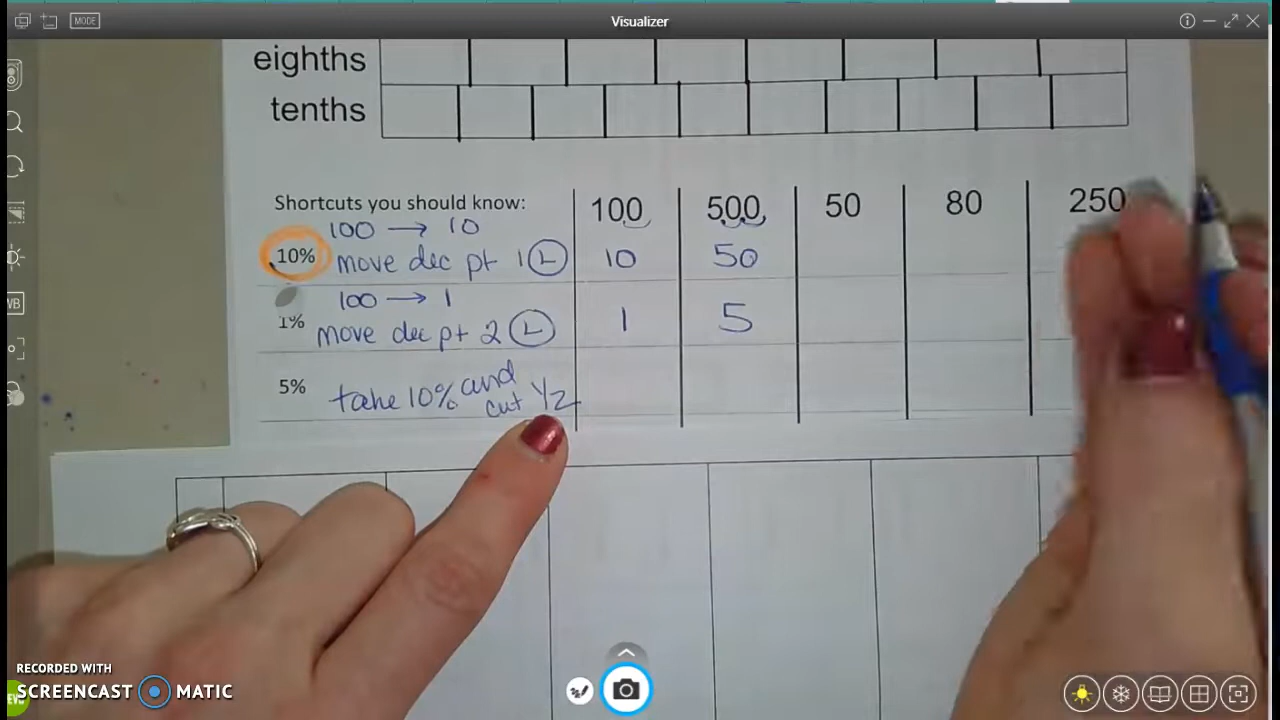 MODE
Visualizer
eighths
tenths
Shortcuts you should know:
100 500 50 80 250
100 → 10
10% move dec pt 1 L 10 50
100 → 1
1% move dec pt 2 L 1 5
5% take 10% and
cut 1/2
WB
RECORDED WITH
SCREENCAST MATIC